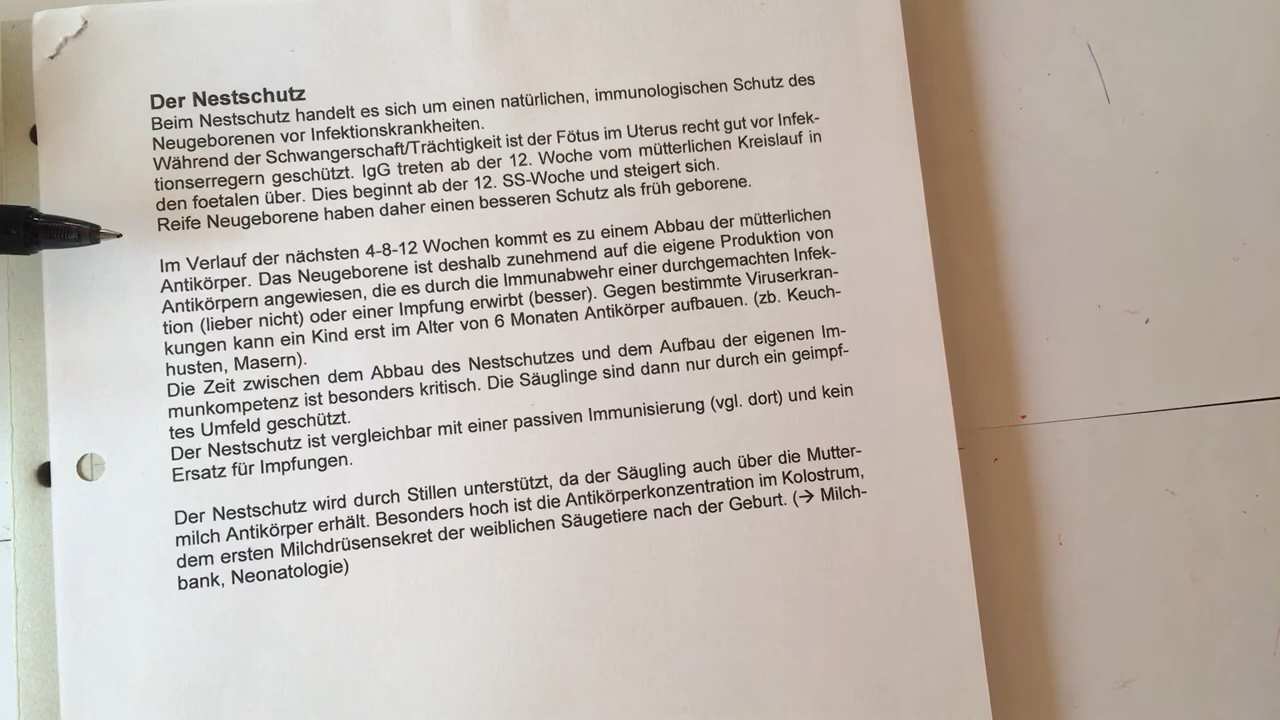 Der Nestschutz
Beim Nestschutz handelt es sich um einen natürlichen, immunologischen Schutz des
Neugeborenen vor Infektionskrankheiten.
Während der Schwangerschaft/Trächtigkeit ist der Fötus im Uterus recht gut vor Infek-
tionserregern geschützt. IgG treten ab der 12. Woche vom mütterlichen Kreislauf in
den foetalen über. Dies beginnt ab der 12. SS-Woche und steigert sich.
Reife Neugeborene haben daher einen besseren Schutz als früh geborene.
Im Verlauf der nächsten 4-8-12 Wochen kommt es zu einem Abbau der mütterlichen
Antikörper. Das Neugeborene ist deshalb zunehmend auf die eigene Produktion von
Antikörpern angewiesen, die es durch die Immunabwehr einer durchgemachten Infek-
tion (lieber nicht) oder einer Impfung erwirbt (besser). Gegen bestimmte Viruserkran-
kungen kann ein Kind erst im Alter von 6 Monaten Antikörper aufbauen. (zb. Keuch-
husten, Masern).
Die Zeit zwischen dem Abbau des Nestschutzes und dem Aufbau der eigenen Im-
munkompetenz ist besonders kritisch. Die Säuglinge sind dann nur durch ein geimpf-
tes Umfeld geschützt.
Der Nestschutz ist vergleichbar mit einer passiven Immunisierung (vgl. dort) und kein
Ersatz für Impfungen.
Der Nestschutz wird durch Stillen unterstützt, da der Säugling auch über die Mutter-
milch Antikörper erhält. Besonders hoch ist die Antikörperkonzentration im Kolostrum,
dem ersten Milchdrüsensekret der weiblichen Säugetiere nach der Geburt. (→ Milch-
bank, Neonatologie)